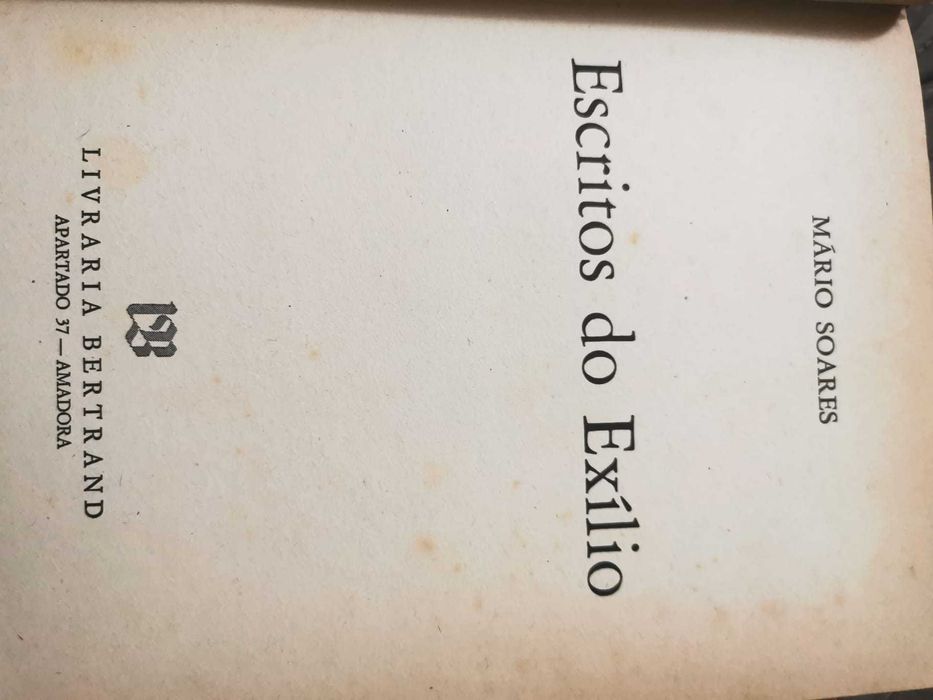 MÁRIO SOARES
Escritos do Exílio
LIVRARIA BERTRAND
APARTADO 37 — AMADORA